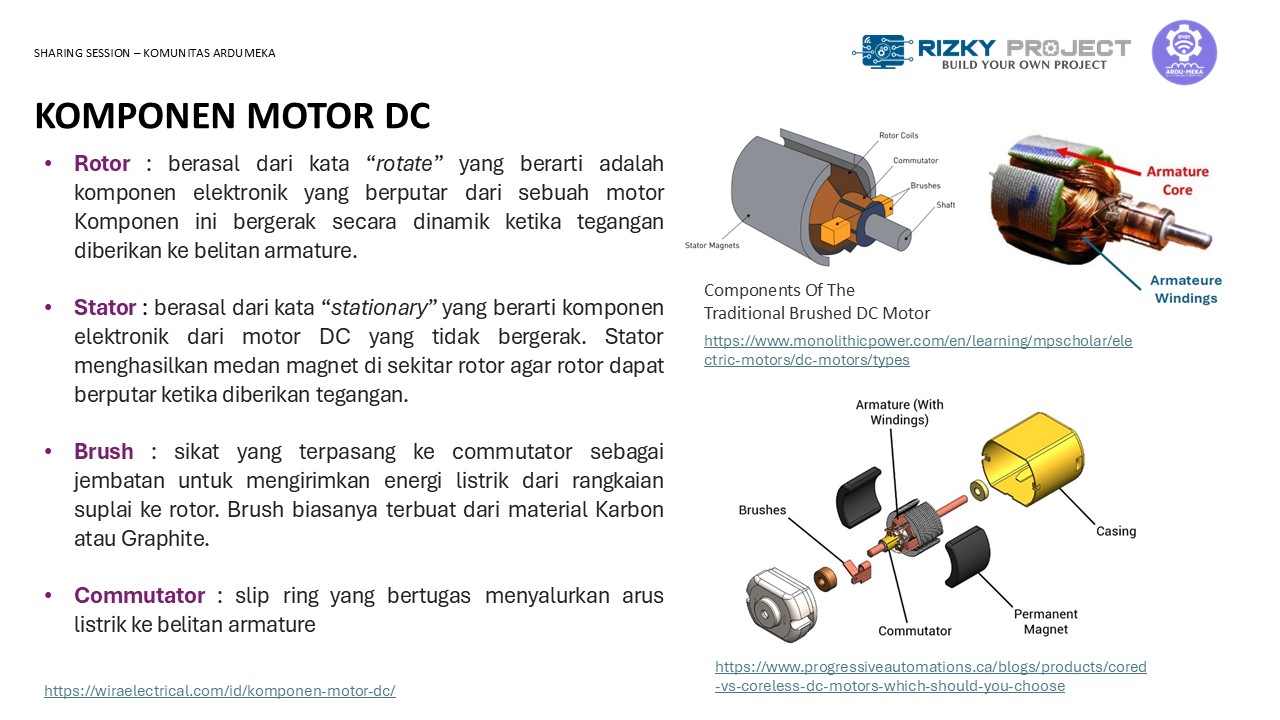 SHARING SESSION – KOMUNITAS ARDUMEKA
RIZKY PROJECT
BUILD YOUR OWN PROJECT
0101
ARDU-MEKA
KOMPONEN MOTOR DC
• Rotor : berasal dari kata “rotate” yang berarti adalah
komponen elektronik yang berputar dari sebuah motor
Komponen ini bergerak secara dinamik ketika tegangan
diberikan ke belitan armature.
• Stator : berasal dari kata “stationary” yang berarti komponen
elektronik dari motor DC yang tidak bergerak. Stator
menghasilkan medan magnet di sekitar rotor agar rotor dapat
berputar ketika diberikan tegangan.
• Brush : sikat yang terpasang ke commutator sebagai
jembatan untuk mengirimkan energi listrik dari rangkaian
suplai ke rotor. Brush biasanya terbuat dari material Karbon
atau Graphite.
• Commutator : slip ring yang bertugas menyalurkan arus
listrik ke belitan armature
https://wiraelectrical.com/id/komponen-motor-dc/
Rotor Coils
Commutator
Brushes
Shaft
Stator Magnets
Armature
Core
Armateure
Windings
Components Of The
Traditional Brushed DC Motor
https://www.monolithicpower.com/en/learning/mpscholar/ele
ctric-motors/dc-motors/types
Armature (With
Windings)
Brushes
Casing
Permanent
Magnet
Commutator
https://www.progressiveautomations.ca/blogs/products/cored
-vs-coreless-dc-motors-which-should-you-choose